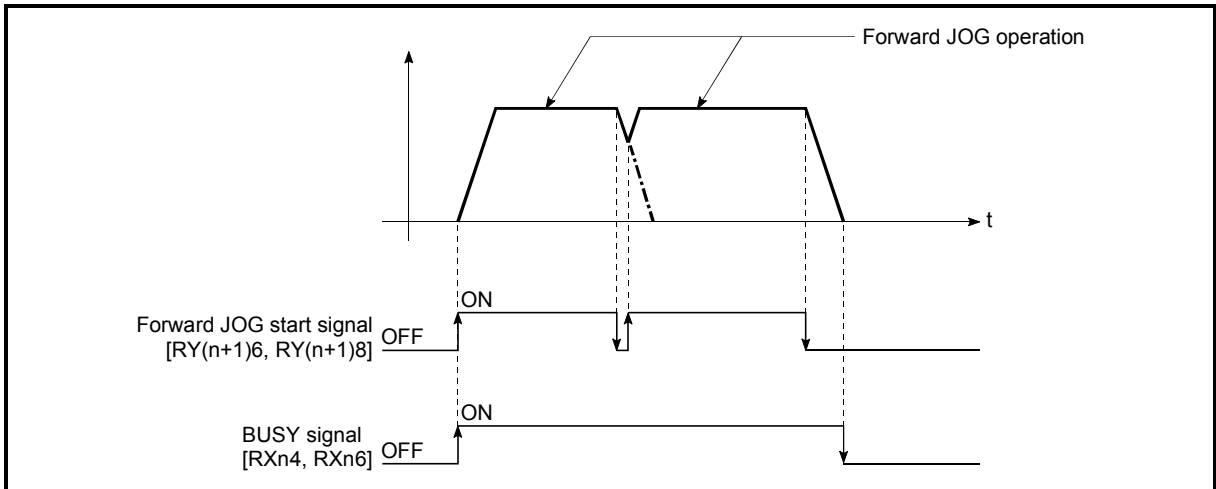 Forward JOG operation
t
ON
Forward JOG start signal
[RY(n+1)6, RY(n+1)8]
OFF
ON
BUSY signal
[RXn4, RXn6]
OFF